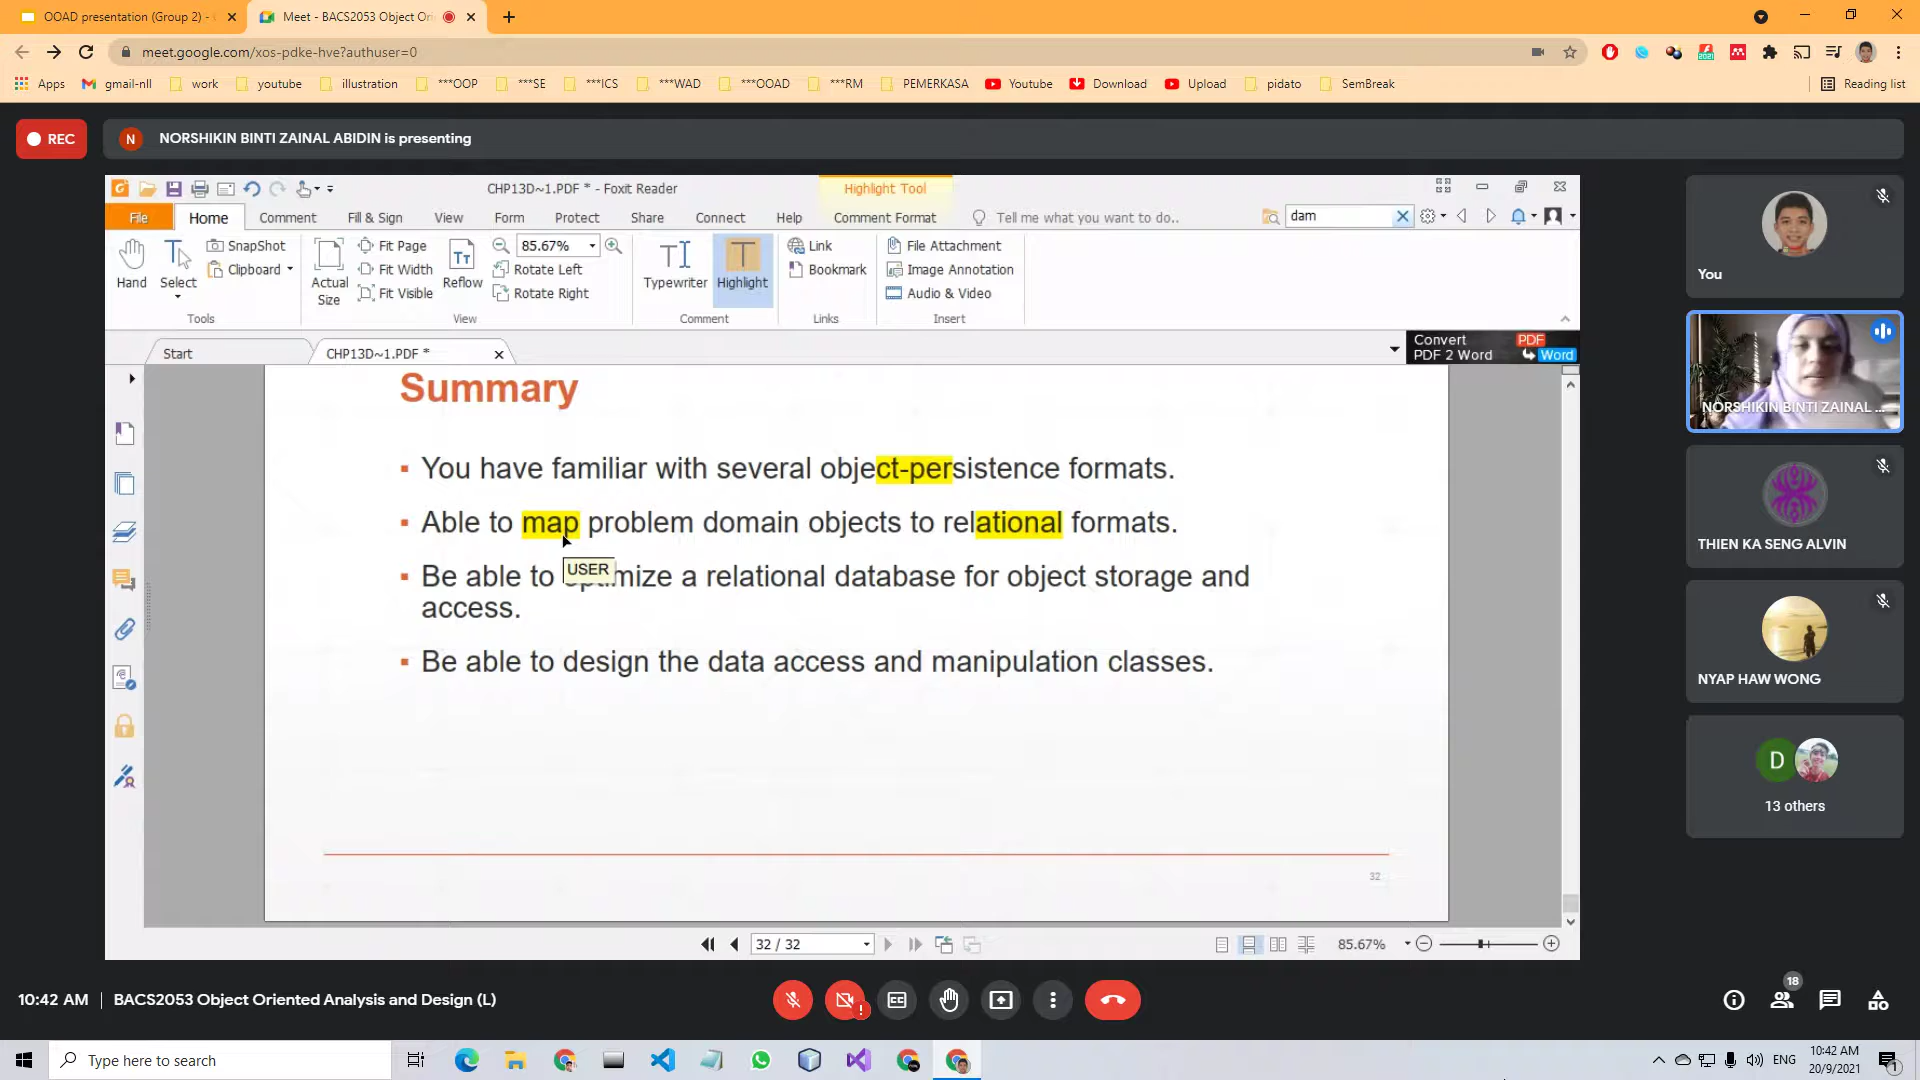 OOAD presentation (Group 2) -
Meet - BACS2053 Object Ori
meet.google.com/xos-pdke-hve?authuser=0
Apps
gmail-nll
work
youtube
illustration
***OOP
***SE
***ICS
***WAD
***OOAD
***RM
PEMERKASA
Youtube
Download
Upload
pidato
SemBreak
Reading list
REC
N
NORSHIKIN BINTI ZAINAL ABIDIN is presenting
CHP13D~1.PDF * - Foxit Reader
Highlight Tool
File
Home
Comment
Fill & Sign
View
Form
Protect
Share
Connect
Help
Comment Format
Tell me what you want to do..
dam
Hand
Select
SnapShot
Clipboard
Tools
Actual
Size
Fit Page
Fit Width
Fit Visible
Reflow
85.67%
Rotate Left
Rotate Right
View
Typewriter
Highlight
Comment
Link
Bookmark
Links
File Attachment
Image Annotation
Audio & Video
Insert
Start
CHP13D~1.PDF *
Convert
PDF 2 Word
PDF
Word
Summary
▪ You have familiar with several object-persistence formats.
▪ Able to map problem domain objects to relational formats.
USER
▪ Be able to optimize a relational database for object storage and
access.
▪ Be able to design the data access and manipulation classes.
32
32 / 32
85.67%
You
NORSHIKIN BINTI ZAINAL ...
THIEN KA SENG ALVIN
NYAP HAW WONG
D
13 others
10:42 AM | BACS2053 Object Oriented Analysis and Design (L)
18
Type here to search
ENG
10:42 AM
20/9/2021
1